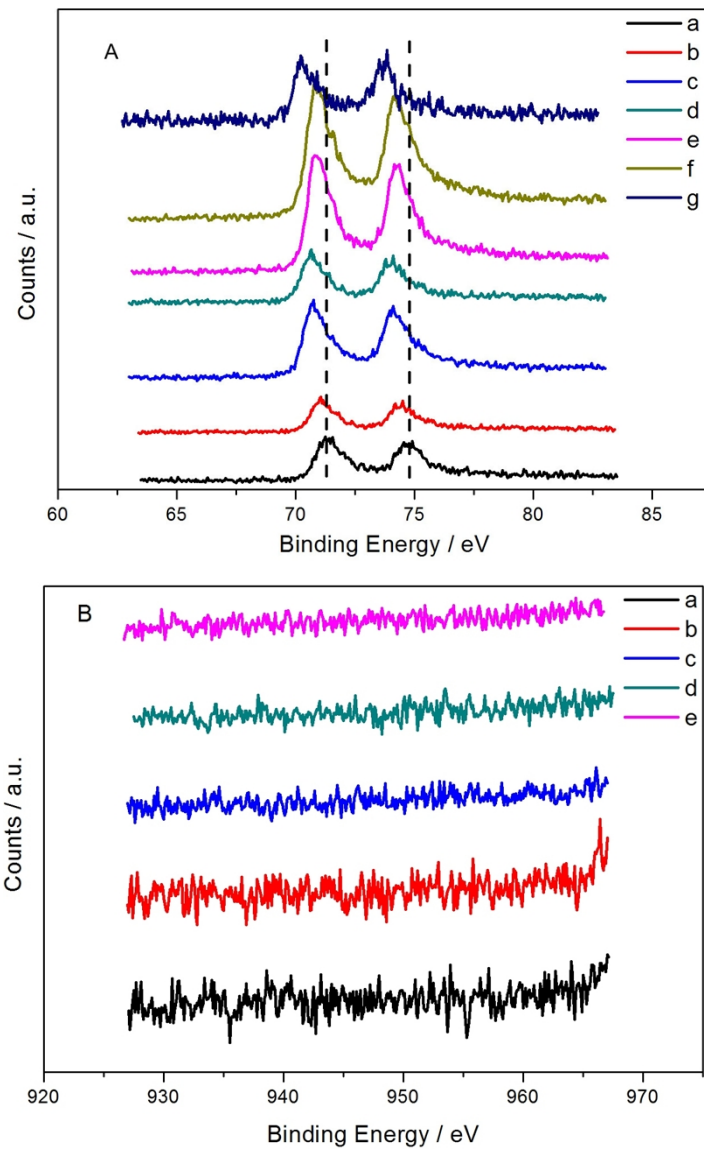 A
a
b
c
d
e
f
g
Counts / a.u.
60 65 70 75 80 85
Binding Energy / eV
B
a
b
c
d
e
Counts / a.u.
920 930 940 950 960 970
Binding Energy / eV